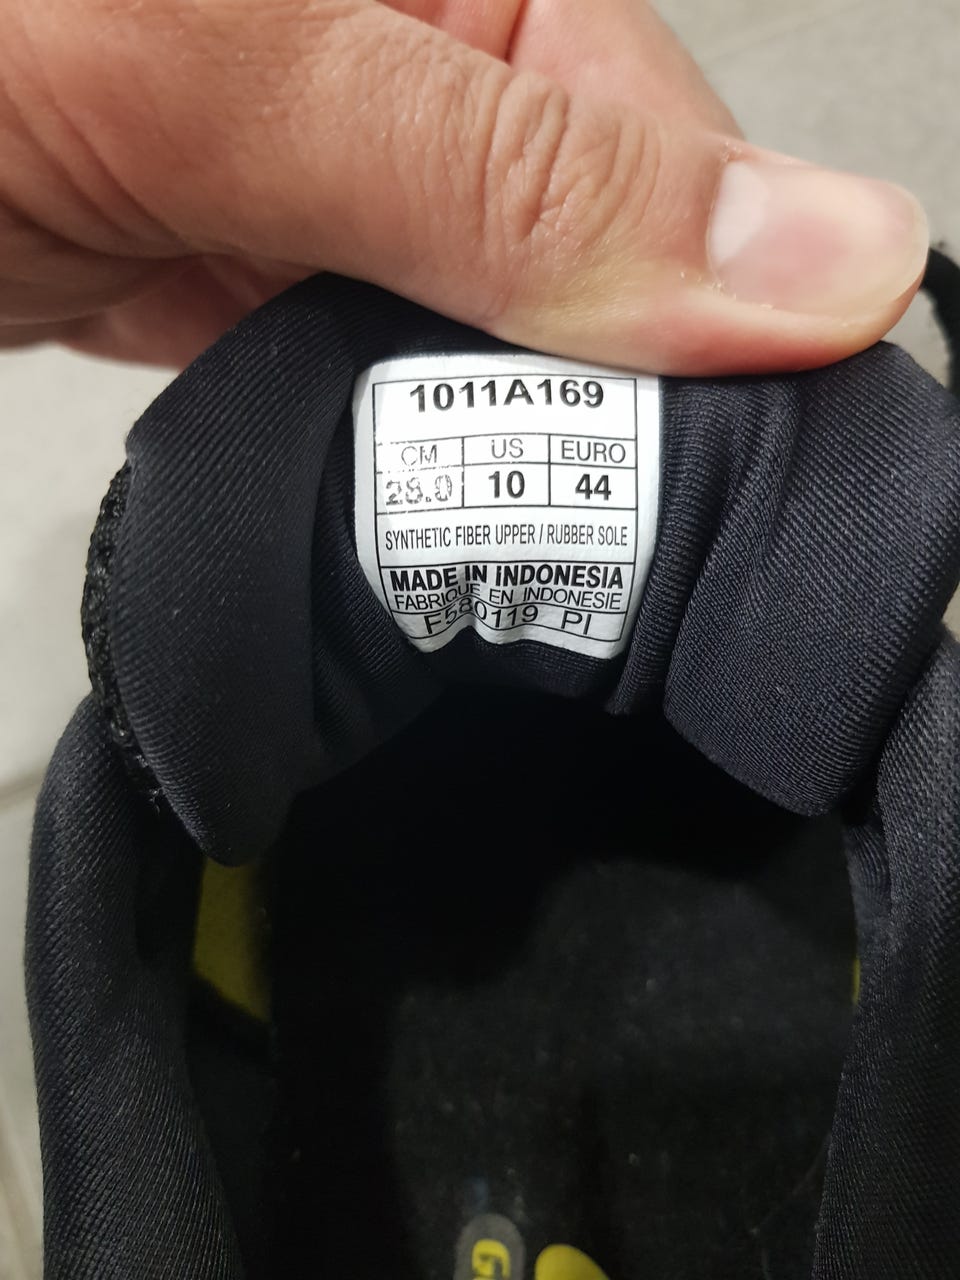 1011A169
CM US EURO
28.0 10 44
SYNTHETIC FIBER UPPER / RUBBER SOLE
MADE IN INDONESIA
FABRIQUE EN INDONESIE
F580119 PI